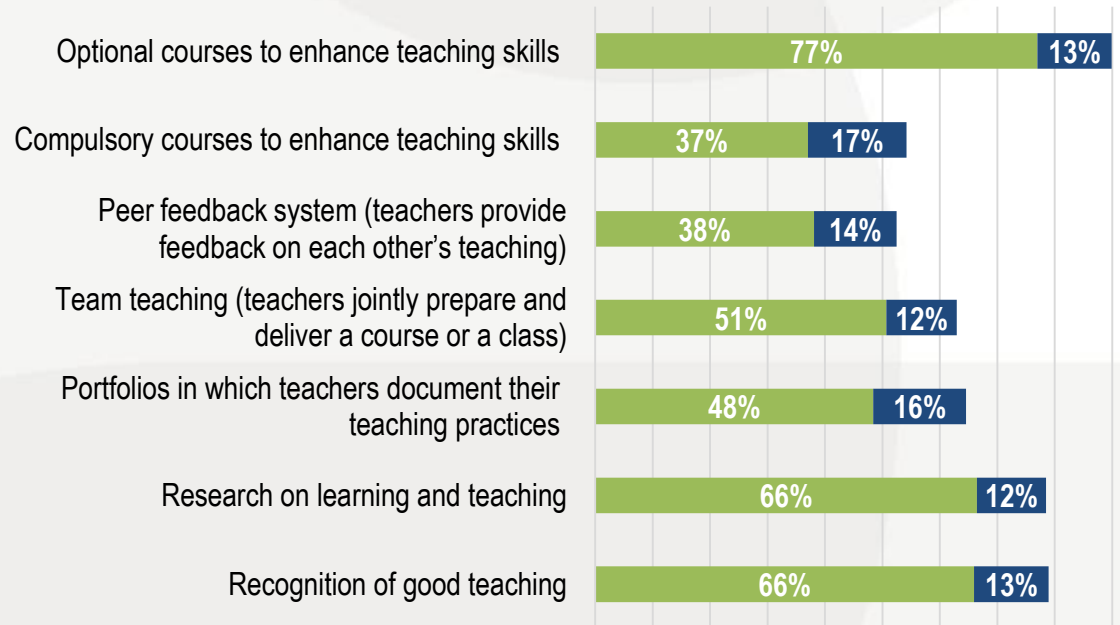 Optional courses to enhance teaching skills
77%
13%
Compulsory courses to enhance teaching skills
37%
17%
Peer feedback system (teachers provide
feedback on each other’s teaching)
38%
14%
Team teaching (teachers jointly prepare and
deliver a course or a class)
51%
12%
Portfolios in which teachers document their
teaching practices
48%
16%
Research on learning and teaching
66%
12%
Recognition of good teaching
66%
13%